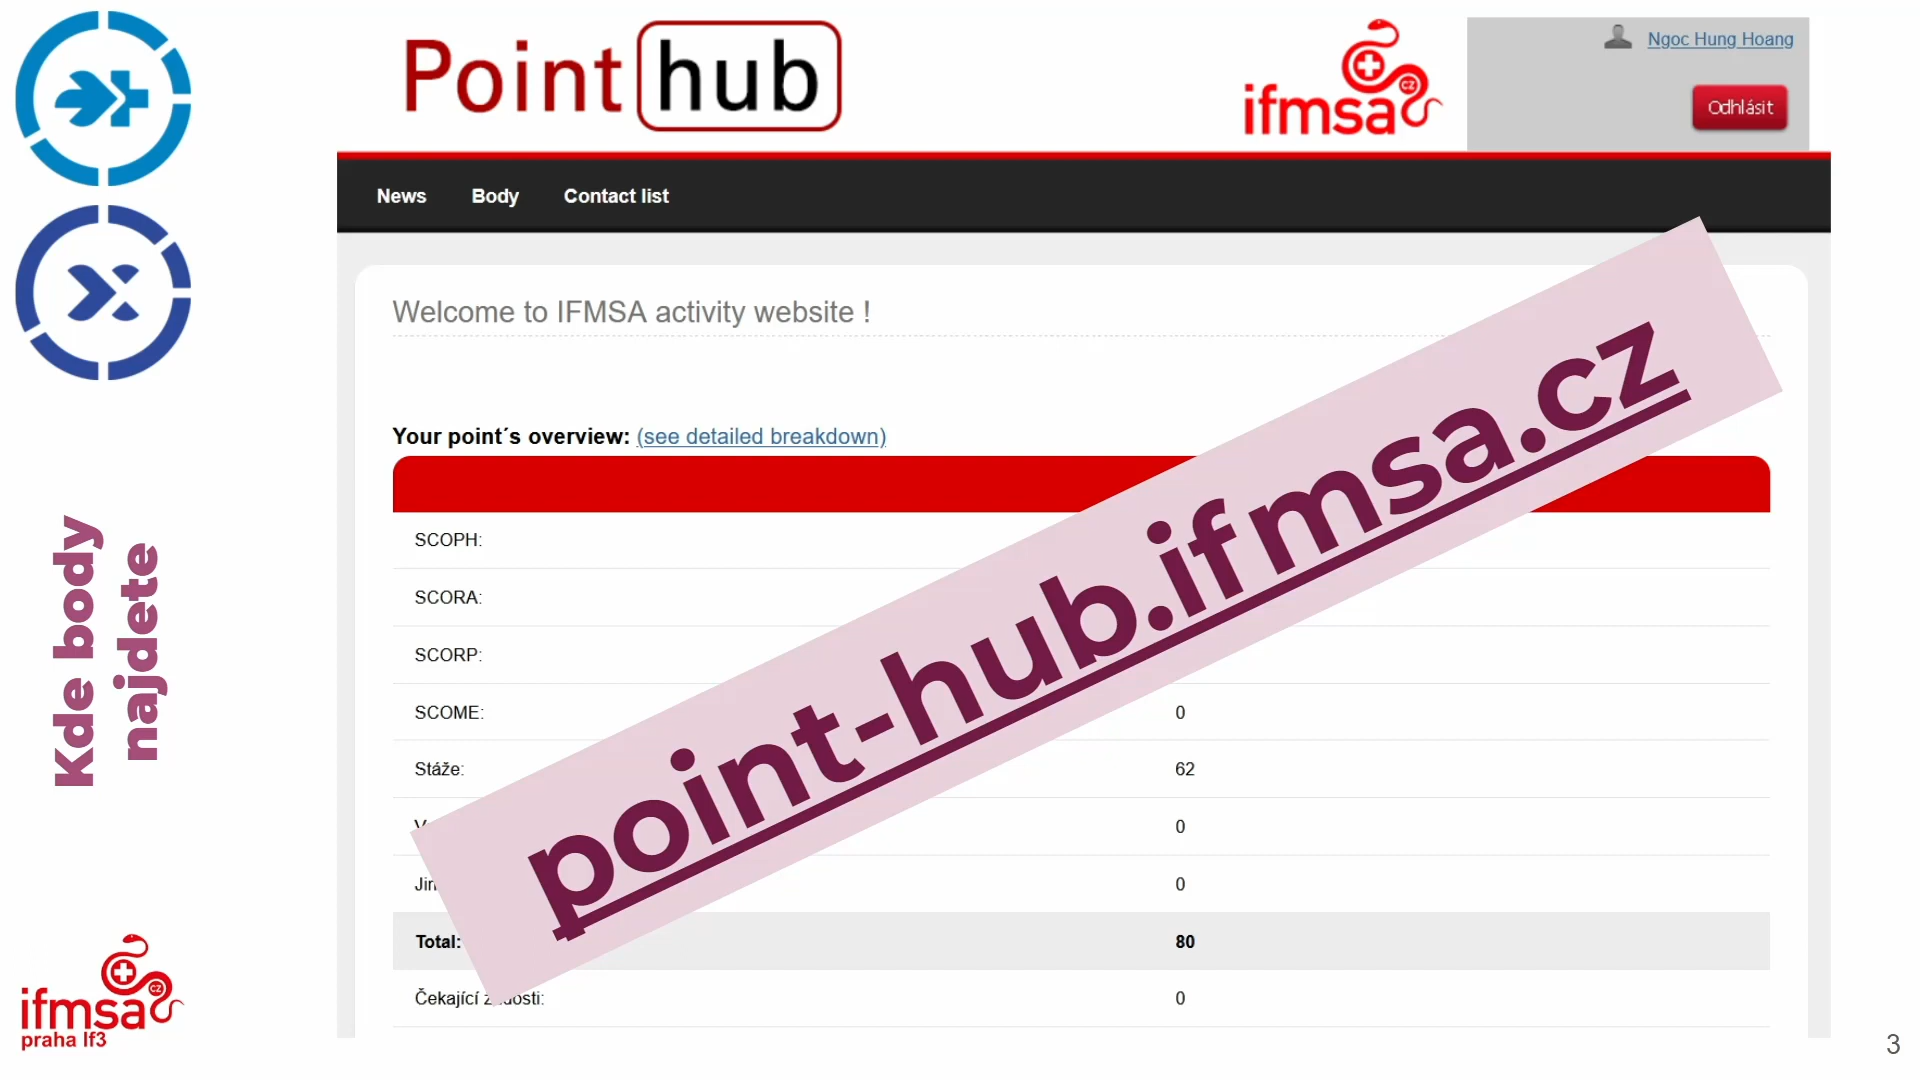 Point hub
ifmsa
CZ
Ngoc Hung Hoang
Odhlásit
News Body Contact list
Welcome to IFMSA activity website !
Your point´s overview: (see detailed breakdown)
SCOPH:
SCORA:
SCORP:
SCOME: 0
Stáže: 62
0
0
Total: 80
Čekající 0
point-hub.ifmsa.cz
Kde body
najdete
ifmsa
CZ
praha lf3
3